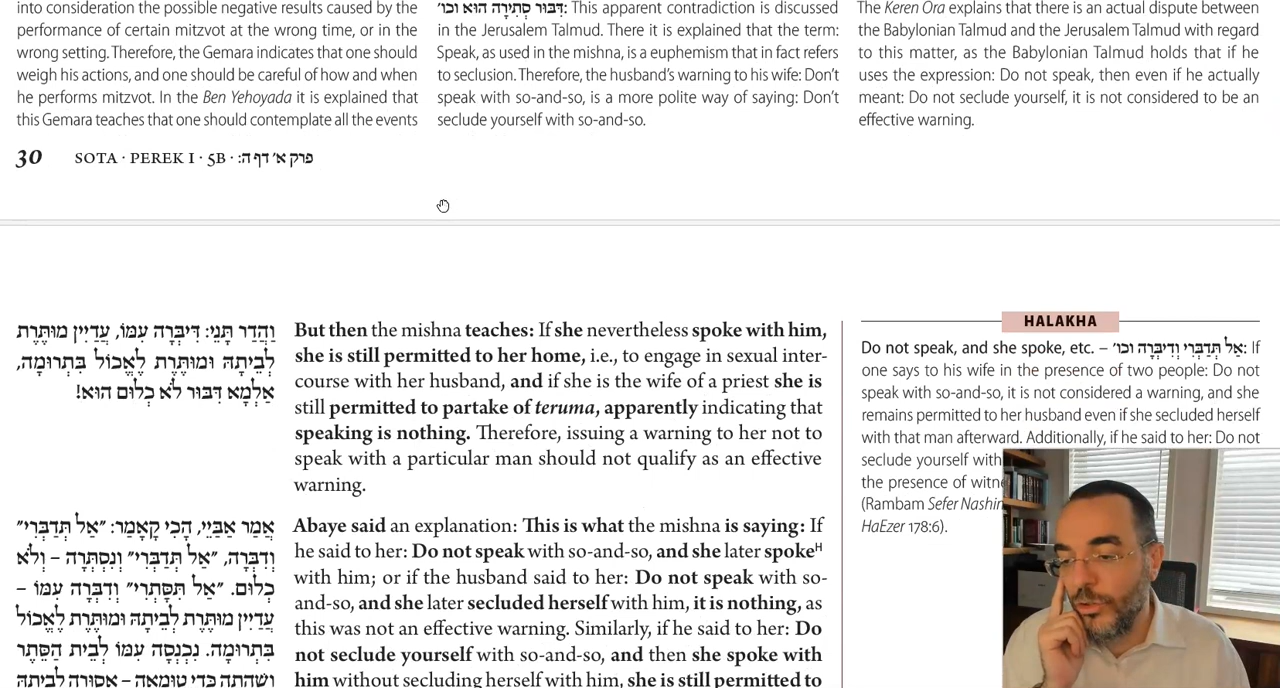 into consideration the possible negative results caused by the
performance of certain mitzvot at the wrong time, or in the
wrong setting. Therefore, the Gemara indicates that one should
weigh his actions, and one should be careful of how and when
he performs mitzvot. In the Ben Yehoyada it is explained that
this Gemara teaches that one should contemplate all the events
דִּבּוּר סְתִירָה הוּא וכו׳: This apparent contradiction is discussed
in the Jerusalem Talmud. There it is explained that the term:
Speak, as used in the mishna, is a euphemism that in fact refers
to seclusion. Therefore, the husband's warning to his wife: Don't
speak with so-and-so, is a more polite way of saying: Don't
seclude yourself with so-and-so.
The Keren Ora explains that there is an actual dispute between
the Babylonian Talmud and the Jerusalem Talmud with regard
to this matter, as the Babylonian Talmud holds that if he
uses the expression: Do not speak, then even if he actually
meant: Do not seclude yourself, it is not considered to be an
effective warning.
30 SOTA · PEREK I · 5B · פרק א׳ דף ה:
וַהֲדַר תָּנֵי: דִּיבְּרָה עִמּוֹ, עֲדַיִין מוּתֶּרֶת
לְבֵיתָהּ וּמוּתֶּרֶת לֶאֱכוֹל בִּתְרוּמָה,
אַלְמָא דִּבּוּר לֹא כְלוּם הוּא!
But then the mishna teaches: If she nevertheless spoke with him,
she is still permitted to her home, i.e., to engage in sexual inter-
course with her husband, and if she is the wife of a priest she is
still permitted to partake of teruma, apparently indicating that
speaking is nothing. Therefore, issuing a warning to her not to
speak with a particular man should not qualify as an effective
warning.
אָמַר אַבַּיֵי, הָכִי קָאָמַר: "אַל תְּדַבְּרִי"
וְדִבְּרָה, "אַל תְּדַבְּרִי" וְנִסְתְּרָה – וְלֹא
כְלוּם. "אַל תִּסָּתְרִי" וְדִבְּרָה עִמּוֹ –
עֲדַיִין מוּתֶּרֶת לְבֵיתָהּ וּמוּתֶּרֶת לֶאֱכוֹל
בִּתְרוּמָה. נִכְנְסָה עִמּוֹ לְבֵית הַסֵּתֶר
וְשָׁהֲתָה כְּדֵי טוּמְאָה – אֲסוּרָה לְבֵיתָהּ
Abaye said an explanation: This is what the mishna is saying: If
he said to her: Do not speak with so-and-so, and she later spokeᴴ
with him; or if the husband said to her: Do not speak with so-
and-so, and she later secluded herself with him, it is nothing, as
this was not an effective warning. Similarly, if he said to her: Do
not seclude yourself with so-and-so, and then she spoke with
him without secluding herself with him, she is still permitted to
HALAKHA
Do not speak, and she spoke, etc. – אַל תְּדַבְּרִי וְדִיבְּרָה וכו׳: If
one says to his wife in the presence of two people: Do not
speak with so-and-so, it is not considered a warning, and she
remains permitted to her husband even if she secluded herself
with that man afterward. Additionally, if he said to her: Do not
seclude yourself with
the presence of
(Rambam Sefer Nashim
HaEzer 178:6).